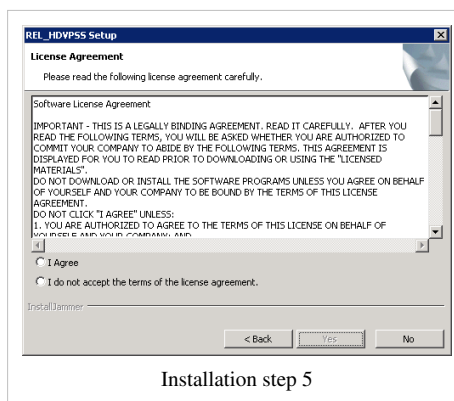 REL_HDVPSS Setup
License Agreement
Please read the following license agreement carefully.
Software License Agreement
IMPORTANT - THIS IS A LEGALLY BINDING AGREEMENT. READ IT CAREFULLY. AFTER YOU
READ THE FOLLOWING TERMS, YOU WILL BE ASKED WHETHER YOU ARE AUTHORIZED TO
COMMIT YOUR COMPANY TO ABIDE BY THE FOLLOWING TERMS. THIS AGREEMENT IS
DISPLAYED FOR YOU TO READ PRIOR TO DOWNLOADING OR USING THE "LICENSED
MATERIALS".
DO NOT DOWNLOAD OR INSTALL THE SOFTWARE PROGRAMS UNLESS YOU AGREE ON BEHALF
OF YOURSELF AND YOUR COMPANY TO BE BOUND BY THE TERMS OF THIS LICENSE
AGREEMENT.
DO NOT CLICK "I AGREE" UNLESS:
1. YOU ARE AUTHORIZED TO AGREE TO THE TERMS OF THIS LICENSE ON BEHALF OF
YOURSELF AND YOUR COMPANY; AND
I Agree
I do not accept the terms of the license agreement.
InstallJammer
< Back
Yes
No
Installation step 5